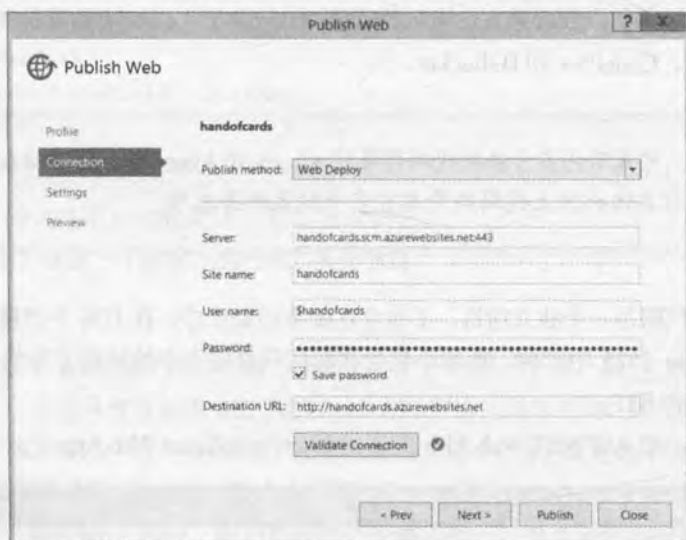 Publish Web
? X
Publish Web
Profile
Connection
Settings
Preview
handofcards
Publish method: Web Deploy
Server: handofcards.scm.azurewebsites.net:443
Site name: handofcards
User name: $handofcards
Password: ••••••••••••••••••••••••••••••••••••••••••••••••
Save password
Destination URL: http://handofcards.azurewebsites.net
Validate Connection
< Prev Next > Publish Close